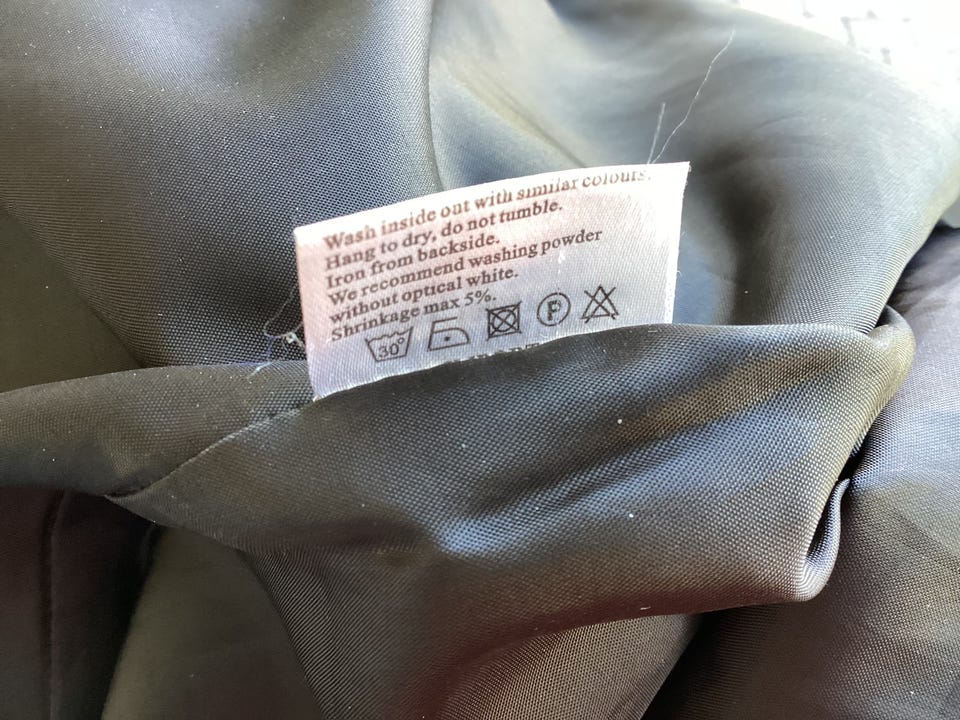 Wash inside out with similar colours.
Hang to dry, do not tumble.
Iron from backside.
We recommend washing powder
without optical white.
Shrinkage max 5%.
30° F